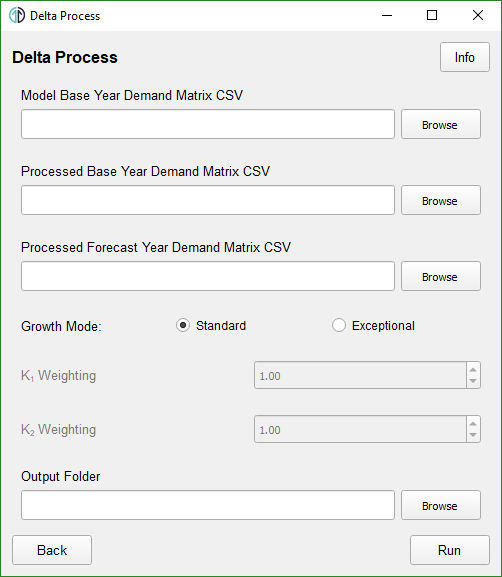 Delta Process
Delta Process
Info
Model Base Year Demand Matrix CSV
Browse
Processed Base Year Demand Matrix CSV
Browse
Processed Forecast Year Demand Matrix CSV
Browse
Growth Mode: Standard Exceptional
K₁ Weighting 1.00
K₂ Weighting 1.00
Output Folder
Browse
Back Run